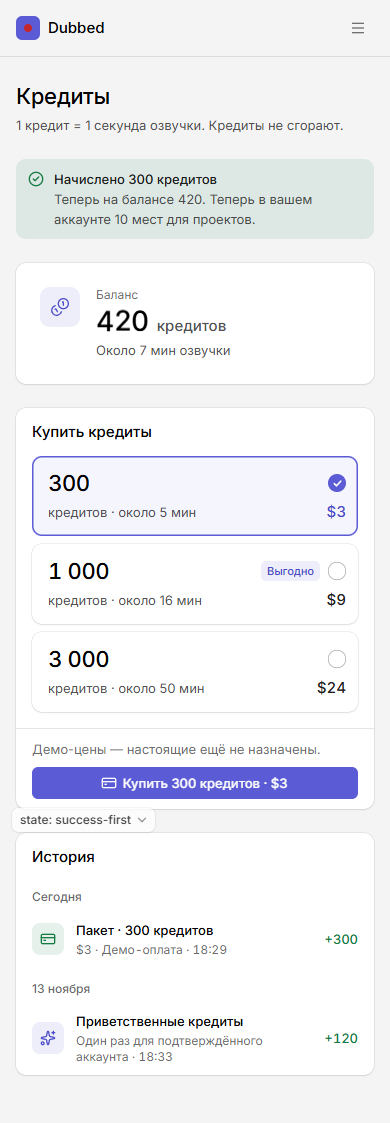 Dubbed
Кредиты
1 кредит = 1 секунда озвучки. Кредиты не сгорают.
Начислено 300 кредитов
Теперь на балансе 420. Теперь в вашем
аккаунте 10 мест для проектов.
Баланс
420 кредитов
Около 7 мин озвучки
Купить кредиты
300
кредитов · около 5 мин
$3
1 000
Выгодно
кредитов · около 16 мин
$9
3 000
кредитов · около 50 мин
$24
Демо-цены — настоящие ещё не назначены.
Купить 300 кредитов · $3
state: success-first
История
Сегодня
Пакет · 300 кредитов
$3 · Демо-оплата · 18:29
+300
13 ноября
Приветственные кредиты
Один раз для подтверждённого
аккаунта · 18:33
+120